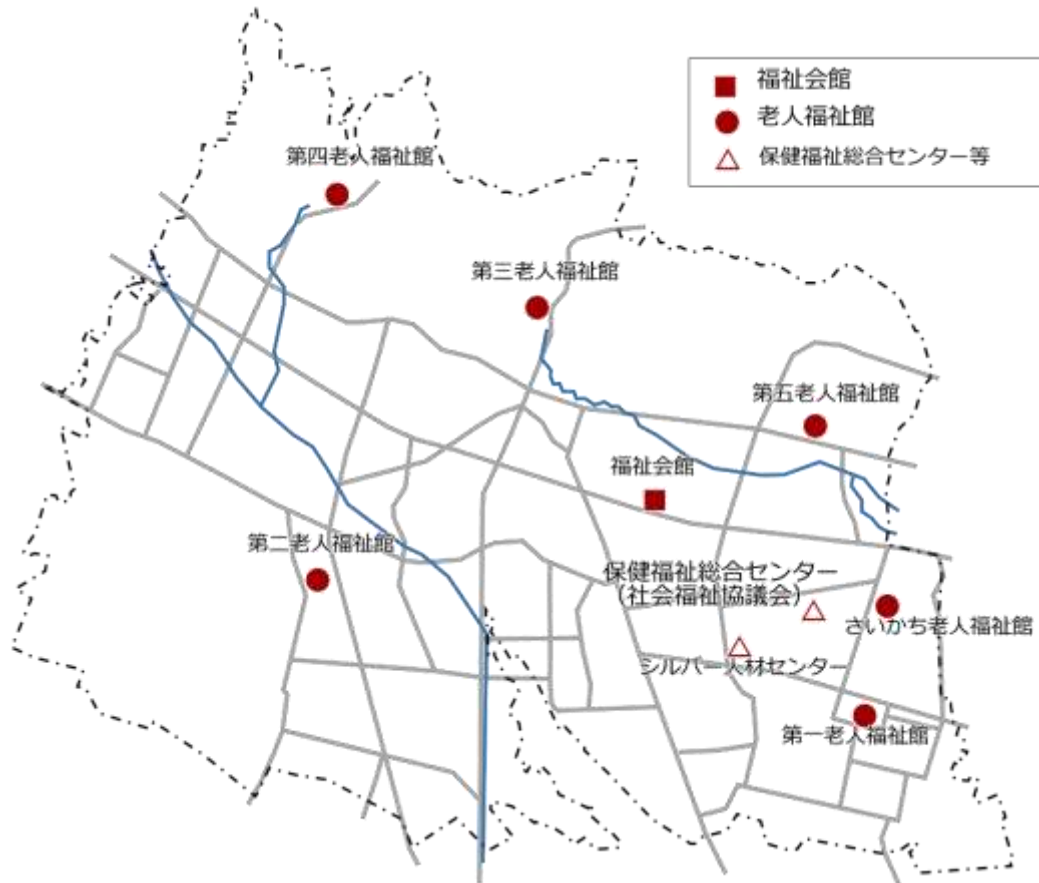 福祉会館
老人福祉館
保健福祉総合センター等
第四老人福祉館
第三老人福祉館
第五老人福祉館
福祉会館
第二老人福祉館
保健福祉総合センター
(社会福祉協議会)
さいかち老人福祉館
シルバー人材センター
第一老人福祉館